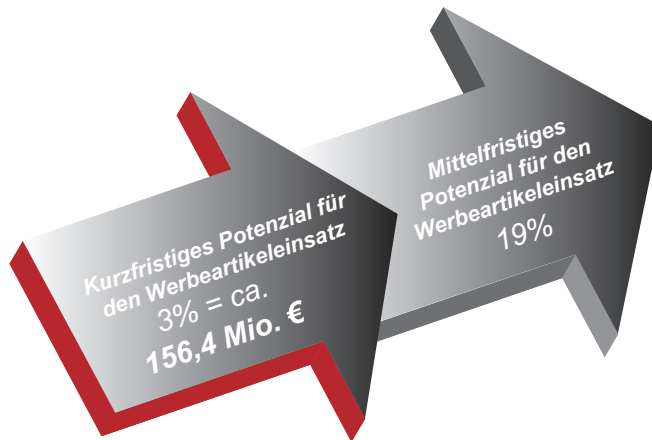 Kurzfristiges Potenzial für
den Werbeartikeleinsatz
3% = ca.
156,4 Mio. €
Mittelfristiges
Potenzial für den
Werbeartikeleinsatz
19%